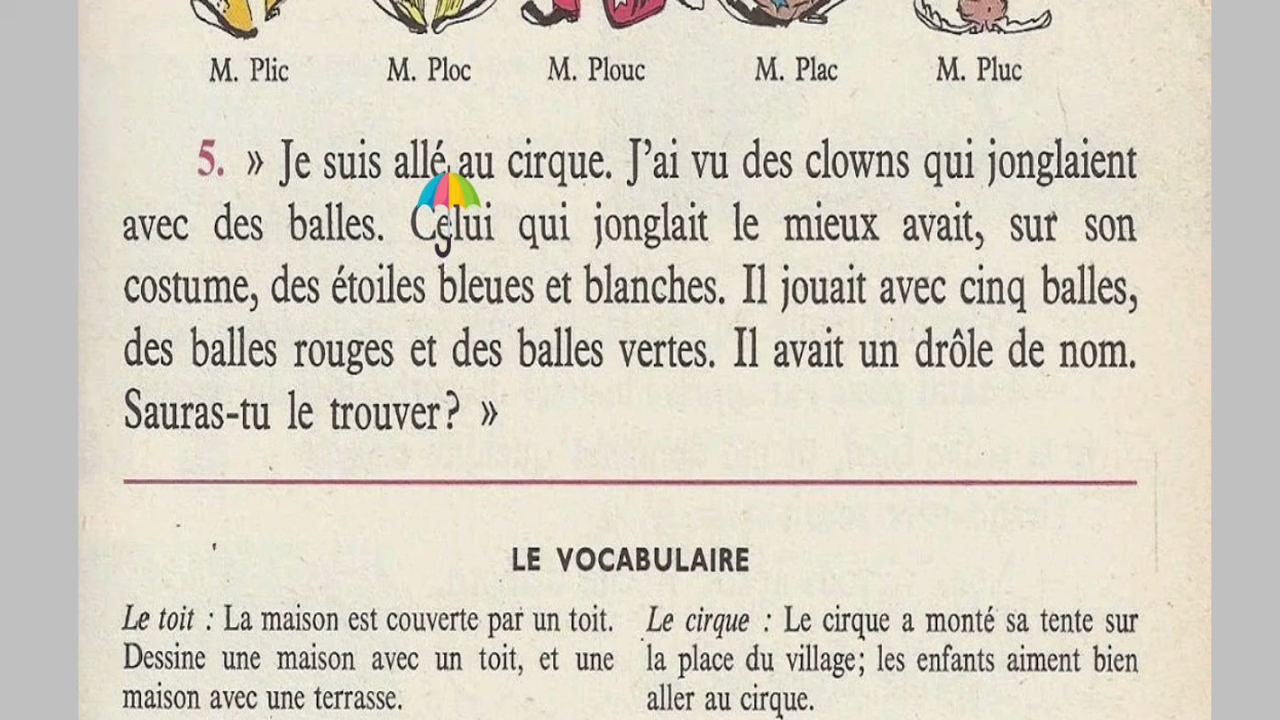 M. Plic M. Ploc M. Plouc M. Plac M. Pluc
5. » Je suis allé au cirque. J'ai vu des clowns qui jonglaient
avec des balles. Celui qui jonglait le mieux avait, sur son
costume, des étoiles bleues et blanches. Il jouait avec cinq balles,
des balles rouges et des balles vertes. Il avait un drôle de nom.
Sauras-tu le trouver? »
LE VOCABULAIRE
Le toit : La maison est couverte par un toit.
Dessine une maison avec un toit, et une
maison avec une terrasse.
Le cirque : Le cirque a monté sa tente sur
la place du village; les enfants aiment bien
aller au cirque.